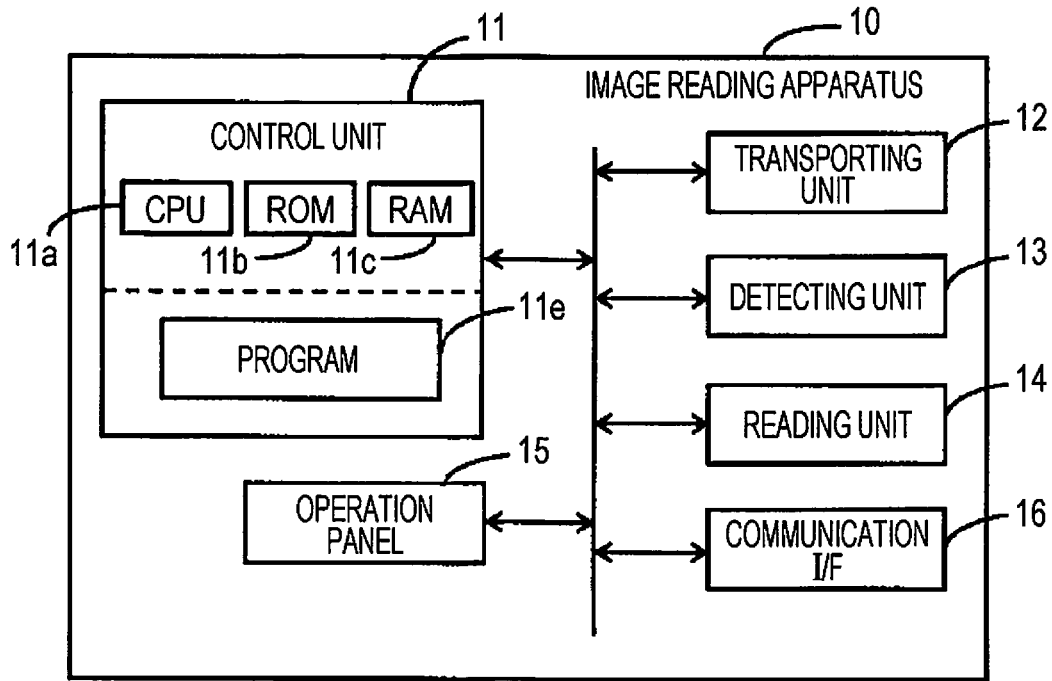 11
10
IMAGE READING APPARATUS
CONTROL UNIT
CPU
ROM
RAM
11a
11b
11c
11e
PROGRAM
15
OPERATION
PANEL
12
TRANSPORTING
UNIT
13
DETECTING UNIT
14
READING UNIT
16
COMMUNICATION
I/F